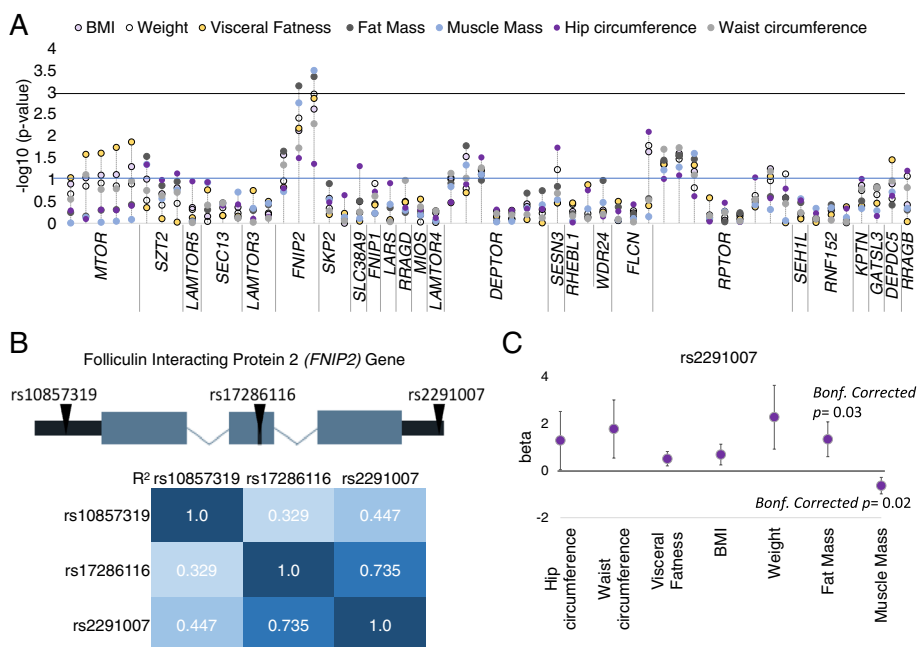 A
BMI Weight Visceral Fatness Fat Mass Muscle Mass Hip circumference Waist circumference
-log10 (p-value)
4
3.5
3
2.5
2
1.5
1
0.5
0
MTOR
SZT2
LAMTOR5
SEC13
LAMTOR3
FNIP2
SKP2
SLC38A9
FNIP1
LARS
RRAGD
MIOS
LAMTOR4
DEPTOR
SESN3
RHEBL1
WDR24
FLCN
RPTOR
SEH1L
RNF152
KPTN
GATSL3
DEPDC5
RRAGB
B
Folliculin Interacting Protein 2 (FNIP2) Gene
rs10857319 rs17286116 rs2291007
R² rs10857319 rs17286116 rs2291007
rs10857319 1.0 0.329 0.447
rs17286116 0.329 1.0 0.735
rs2291007 0.447 0.735 1.0
C
rs2291007
beta
4
2
0
-2
Bonf. Corrected
p= 0.03
Bonf. Corrected p= 0.02
Hip
circumference
Waist
circumference
Visceral
Fatness
BMI
Weight
Fat Mass
Muscle Mass